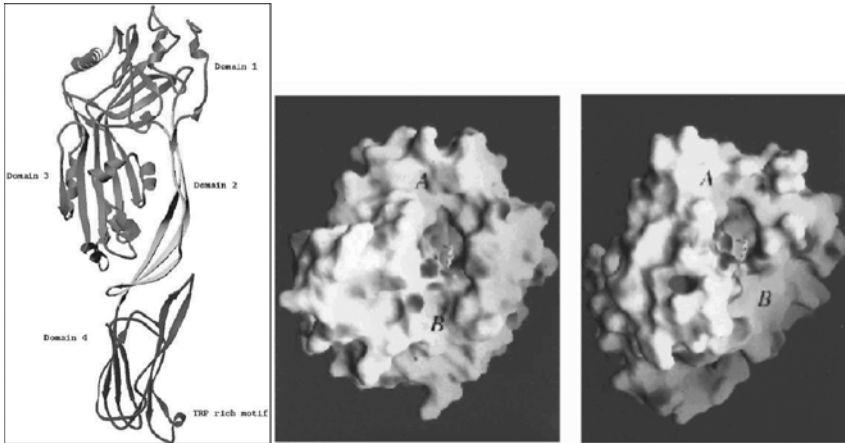 Domain 1
Domain 3
Domain 2
Domain 4
TRP rich motif
A
B
A
B